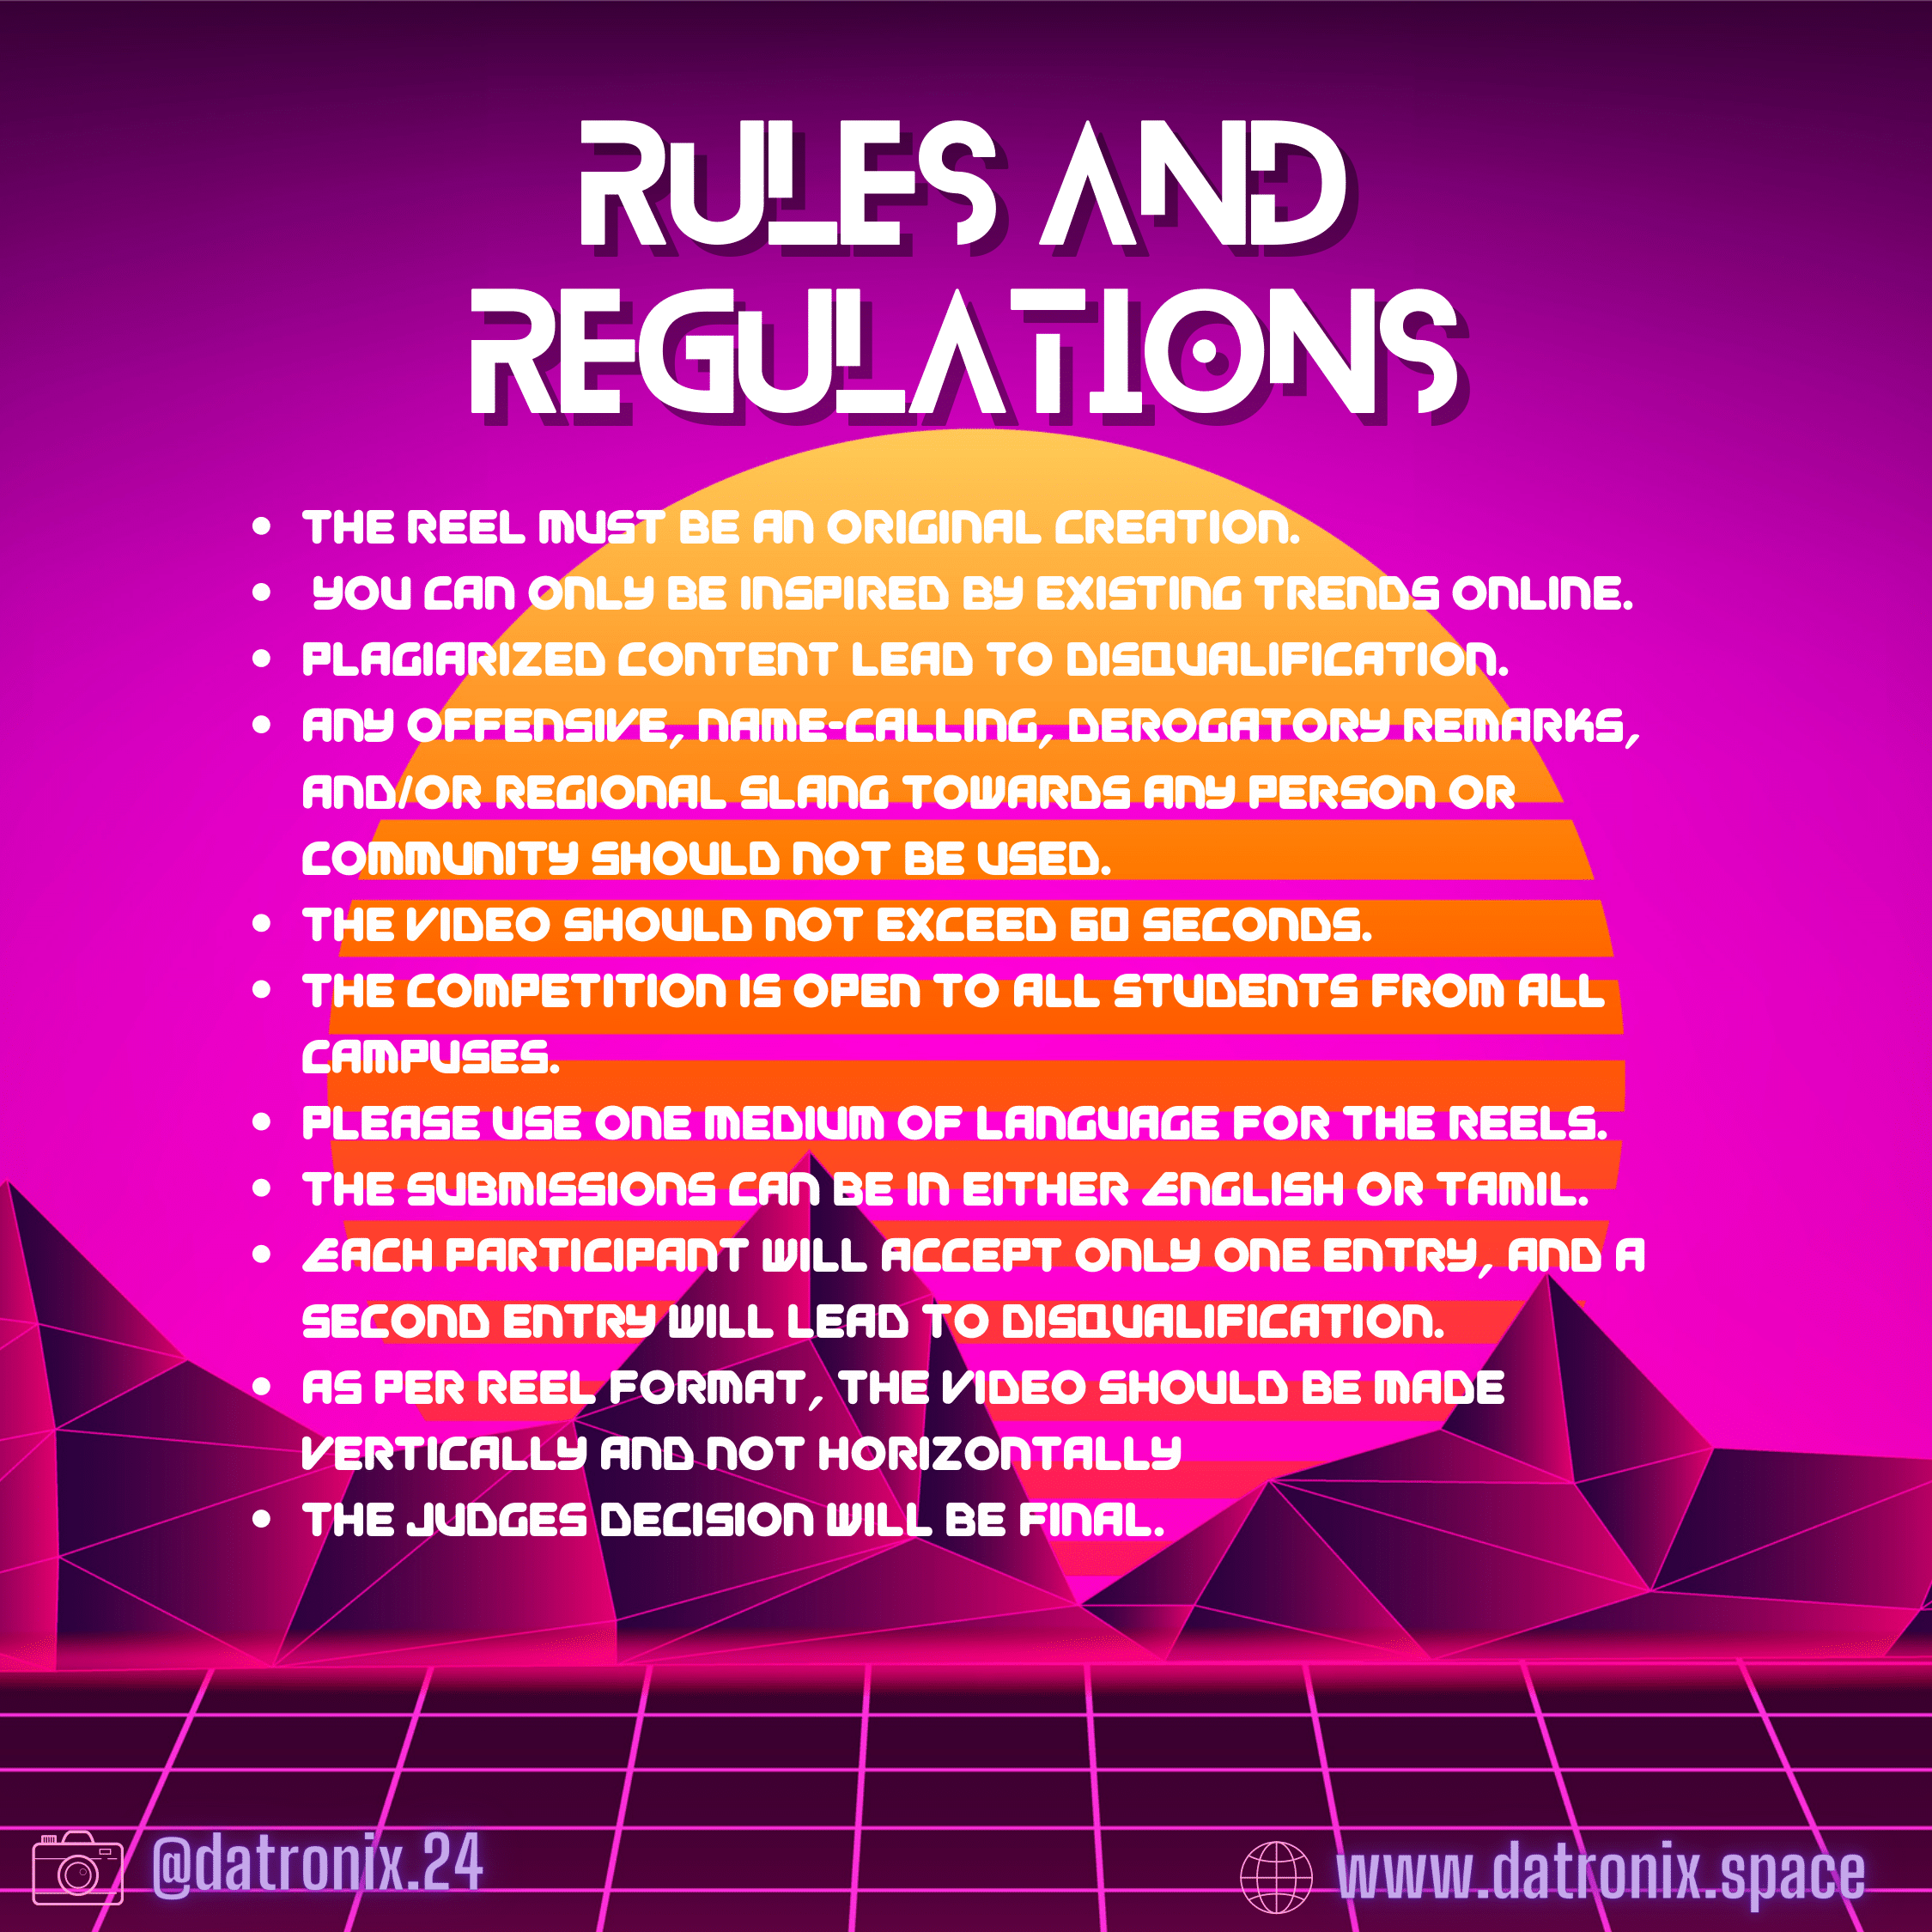 RULES AND
REGULATIONS
• THE REEL MUST BE AN ORIGINAL CREATION.
• YOU CAN ONLY BE INSPIRED BY EXISTING TRENDS ONLINE.
• PLAGIARIZED CONTENT LEAD TO DISQUALIFICATION.
• ANY OFFENSIVE, NAME-CALLING, DEROGATORY REMARKS,
AND/OR REGIONAL SLANG TOWARDS ANY PERSON OR
COMMUNITY SHOULD NOT BE USED.
• THE VIDEO SHOULD NOT EXCEED 60 SECONDS.
• THE COMPETITION IS OPEN TO ALL STUDENTS FROM ALL
CAMPUSES.
• PLEASE USE ONE MEDIUM OF LANGUAGE FOR THE REELS.
• THE SUBMISSIONS CAN BE IN EITHER ENGLISH OR TAMIL.
• EACH PARTICIPANT WILL ACCEPT ONLY ONE ENTRY, AND A
SECOND ENTRY WILL LEAD TO DISQUALIFICATION.
• AS PER REEL FORMAT, THE VIDEO SHOULD BE MADE
VERTICALLY AND NOT HORIZONTALLY
• THE JUDGES DECISION WILL BE FINAL.
@datronix.24
www.datronix.space